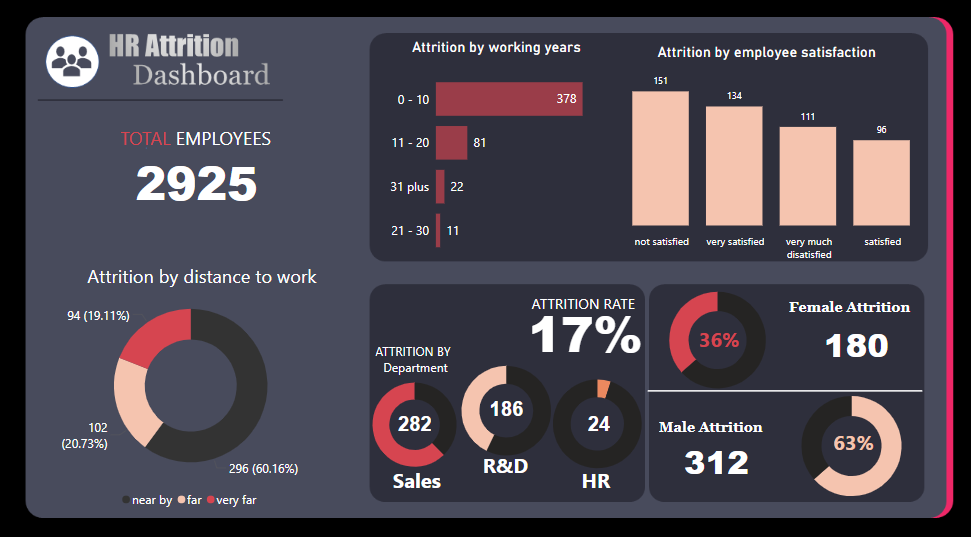 HR Attrition
Dashboard
TOTAL EMPLOYEES
2925
Attrition by distance to work
94 (19.11%)
102
(20.73%)
296 (60.16%)
near by far very far
Attrition by working years
0 - 10
378
11 - 20
81
31 plus
22
21 - 30
11
Attrition by employee satisfaction
151
134
111
96
not satisfied
very satisfied
very much
disatisfied
satisfied
ATTRITION RATE
17%
ATTRITION BY
Department
282
Sales
186
R&D
24
HR
36%
Female Attrition
180
Male Attrition
312
63%